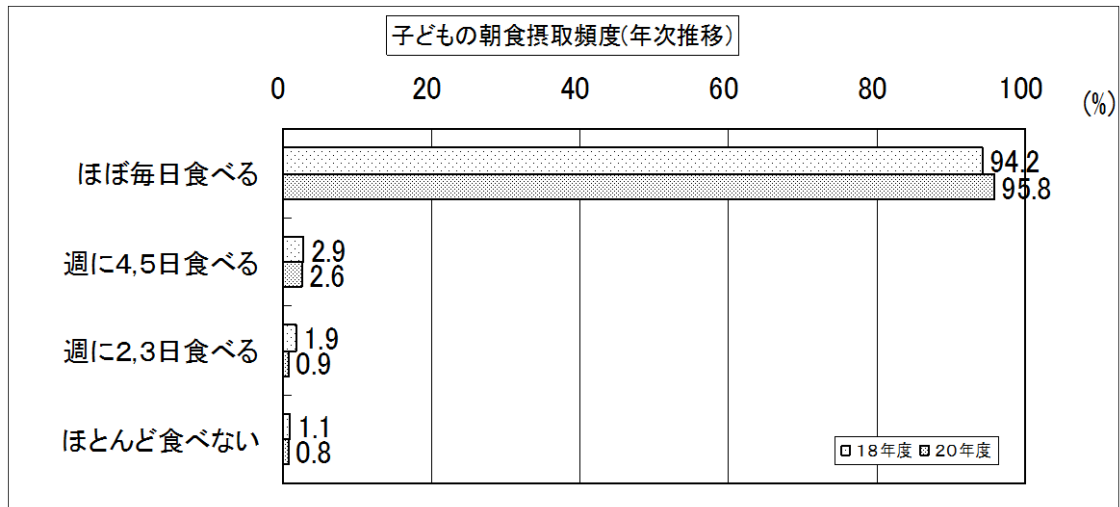 子どもの朝食摂取頻度(年次推移)
0 20 40 60 80 100
(%)
ほぼ毎日食べる
94.2
95.8
週に4,5日食べる
2.9
2.6
週に2,3日食べる
1.9
0.9
ほとんど食べない
1.1
0.8
18年度 20年度